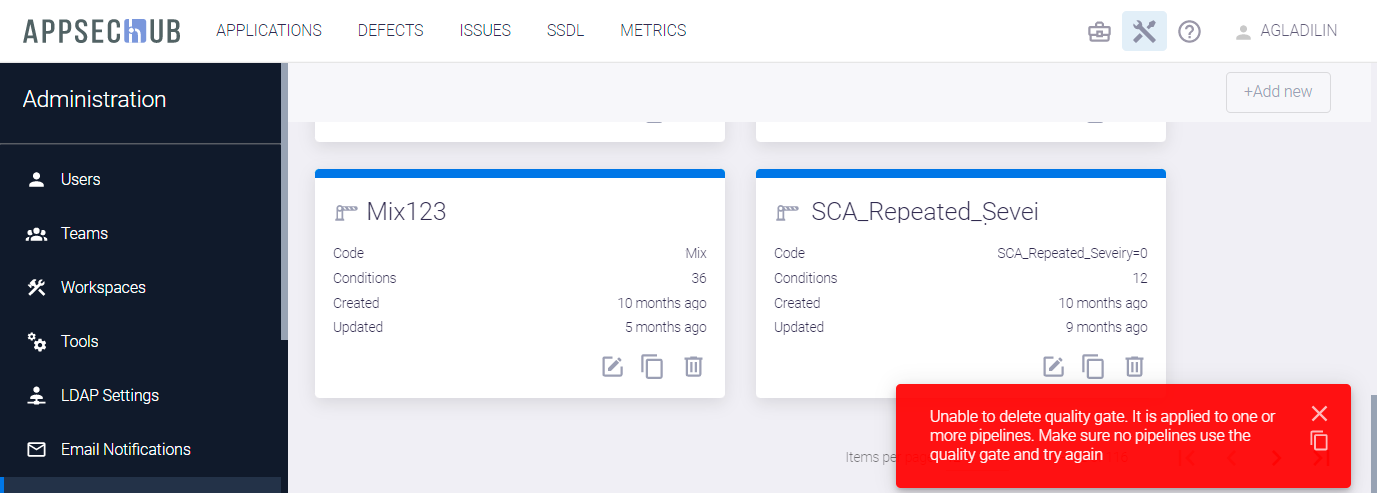 APPSECHUB APPLICATIONS DEFECTS ISSUES SSDL METRICS AGLADILIN
Administration
+Add new
Users
Teams
Workspaces
Tools
LDAP Settings
Email Notifications
Mix123
Code Mix
Conditions 36
Created 10 months ago
Updated 5 months ago
SCA_Repeated_Sevei
Code SCA_Repeated_Seveiry=0
Conditions 12
Created 10 months ago
Updated 9 months ago
Items per
Unable to delete quality gate. It is applied to one or
more pipelines. Make sure no pipelines use the
quality gate and try again